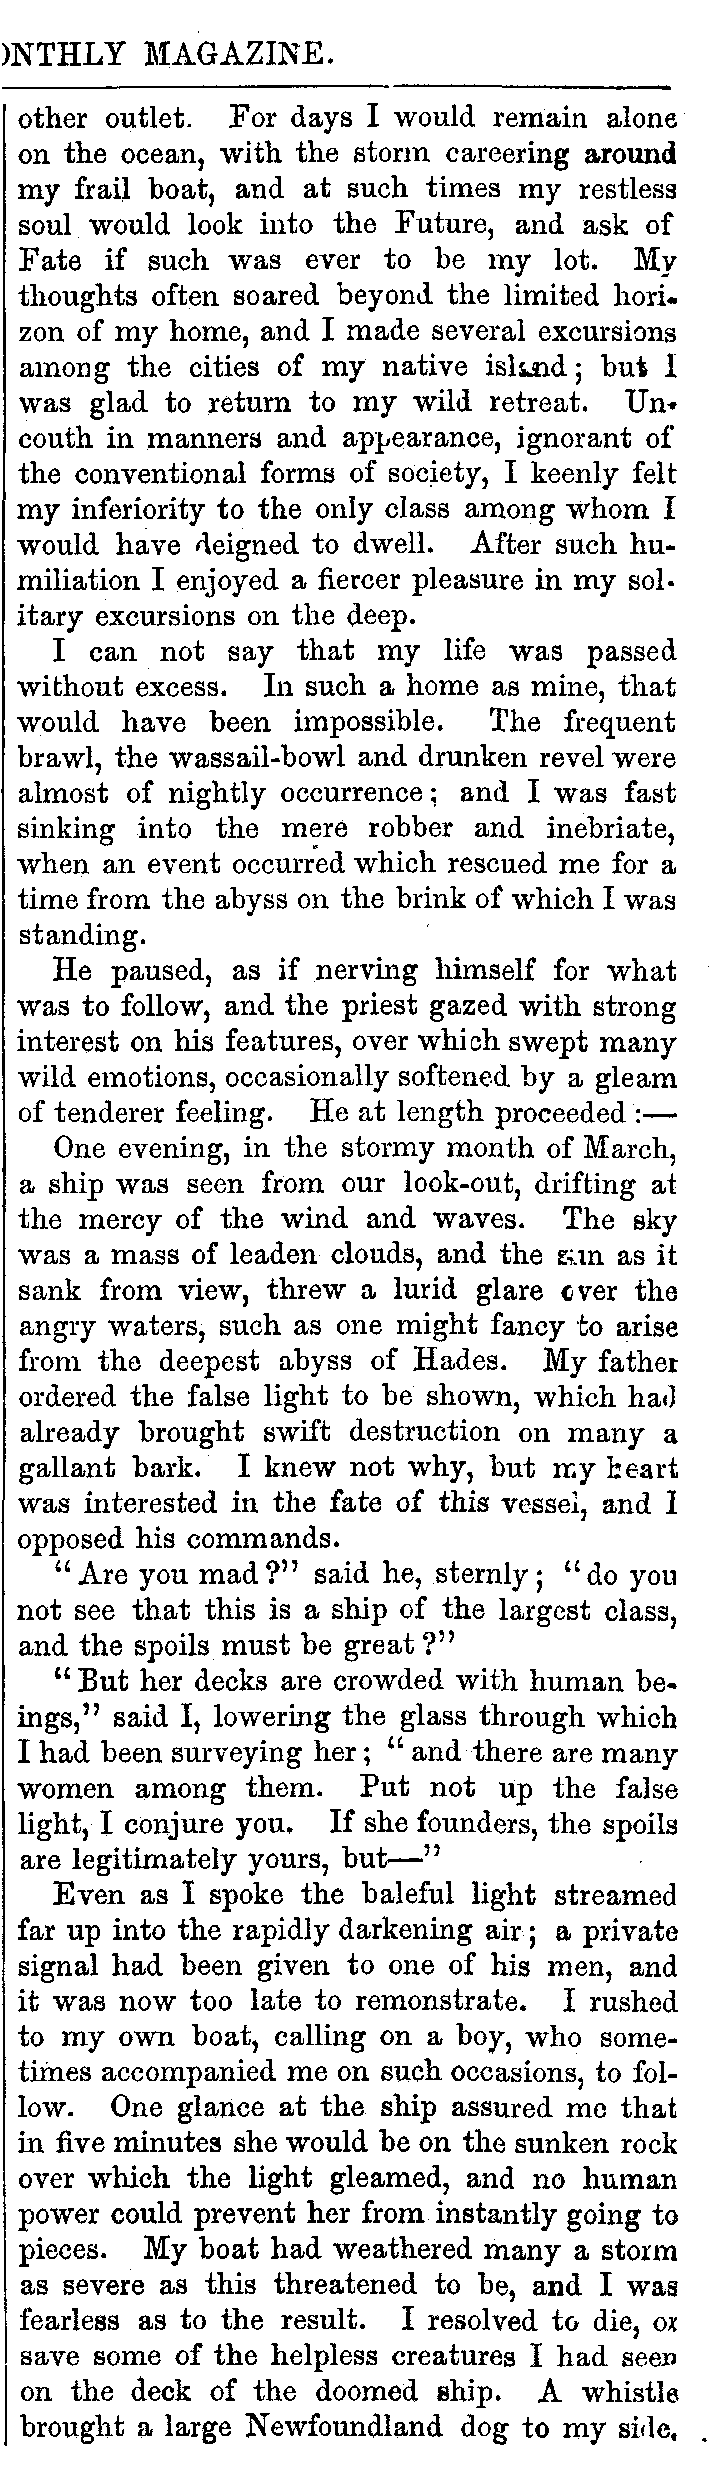 ONTHLY MAGAZINE.
other outlet. For days I would remain alone
on the ocean, with the storm careering around
my frail boat, and at such times my restless
soul would look into the Future, and ask of
Fate if such was ever to be my lot. My
thoughts often soared beyond the limited hori-
zon of my home, and I made several excursions
among the cities of my native island; but I
was glad to return to my wild retreat. Un-
couth in manners and appearance, ignorant of
the conventional forms of society, I keenly felt
my inferiority to the only class among whom I
would have deigned to dwell. After such hu-
miliation I enjoyed a fiercer pleasure in my sol-
itary excursions on the deep.
I can not say that my life was passed
without excess. In such a home as mine, that
would have been impossible. The frequent
brawl, the wassail-bowl and drunken revel were
almost of nightly occurrence; and I was fast
sinking into the mere robber and inebriate,
when an event occurred which rescued me for a
time from the abyss on the brink of which I was
standing.
He paused, as if nerving himself for what
was to follow, and the priest gazed with strong
interest on his features, over which swept many
wild emotions, occasionally softened by a gleam
of tenderer feeling. He at length proceeded:—
One evening, in the stormy month of March,
a ship was seen from our look-out, drifting at
the mercy of the wind and waves. The sky
was a mass of leaden clouds, and the sun as it
sank from view, threw a lurid glare over the
angry waters, such as one might fancy to arise
from the deepest abyss of Hades. My father
ordered the false light to be shown, which had
already brought swift destruction on many a
gallant bark. I knew not why, but my heart
was interested in the fate of this vessel, and I
opposed his commands.
"Are you mad?" said he, sternly; "do you
not see that this is a ship of the largest class,
and the spoils must be great?"
"But her decks are crowded with human be-
ings," said I, lowering the glass through which
I had been surveying her; "and there are many
women among them. Put not up the false
light, I conjure you. If she founders, the spoils
are legitimately yours, but—"
Even as I spoke the baleful light streamed
far up into the rapidly darkening air; a private
signal had been given to one of his men, and
it was now too late to remonstrate. I rushed
to my own boat, calling on a boy, who some-
times accompanied me on such occasions, to fol-
low. One glance at the ship assured me that
in five minutes she would be on the sunken rock
over which the light gleamed, and no human
power could prevent her from instantly going to
pieces. My boat had weathered many a storm
as severe as this threatened to be, and I was
fearless as to the result. I resolved to die, or
save some of the helpless creatures I had seen
on the deck of the doomed ship. A whistle
brought a large Newfoundland dog to my side.